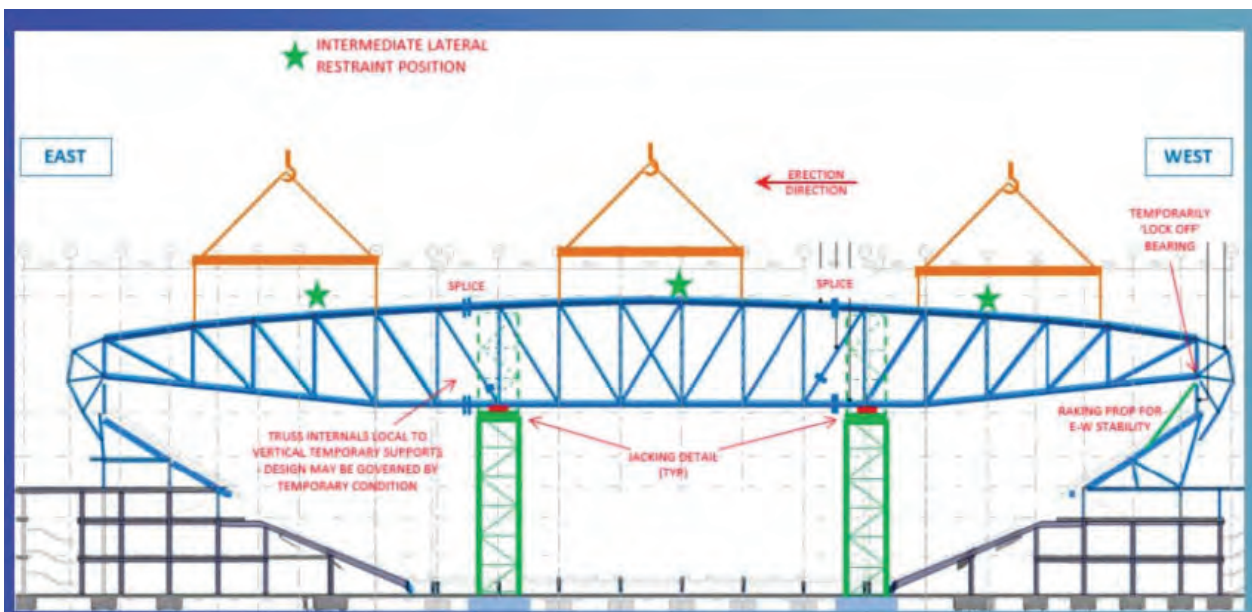 INTERMEDIATE LATERAL
RESTRAINT POSITION
EAST
WEST
ERECTION
DIRECTION
TEMPORARILY
'LOCK OFF'
BEARING
SPLICE
SPLICE
RAKING PROP FOR
E-W STABILITY
TRUSS INTERNALS LOCAL TO
VERTICAL TEMPORARY SUPPORTS
- DESIGN MAY BE GOVERNED BY
TEMPORARY CONDITION
JACKING DETAIL
(TYP)